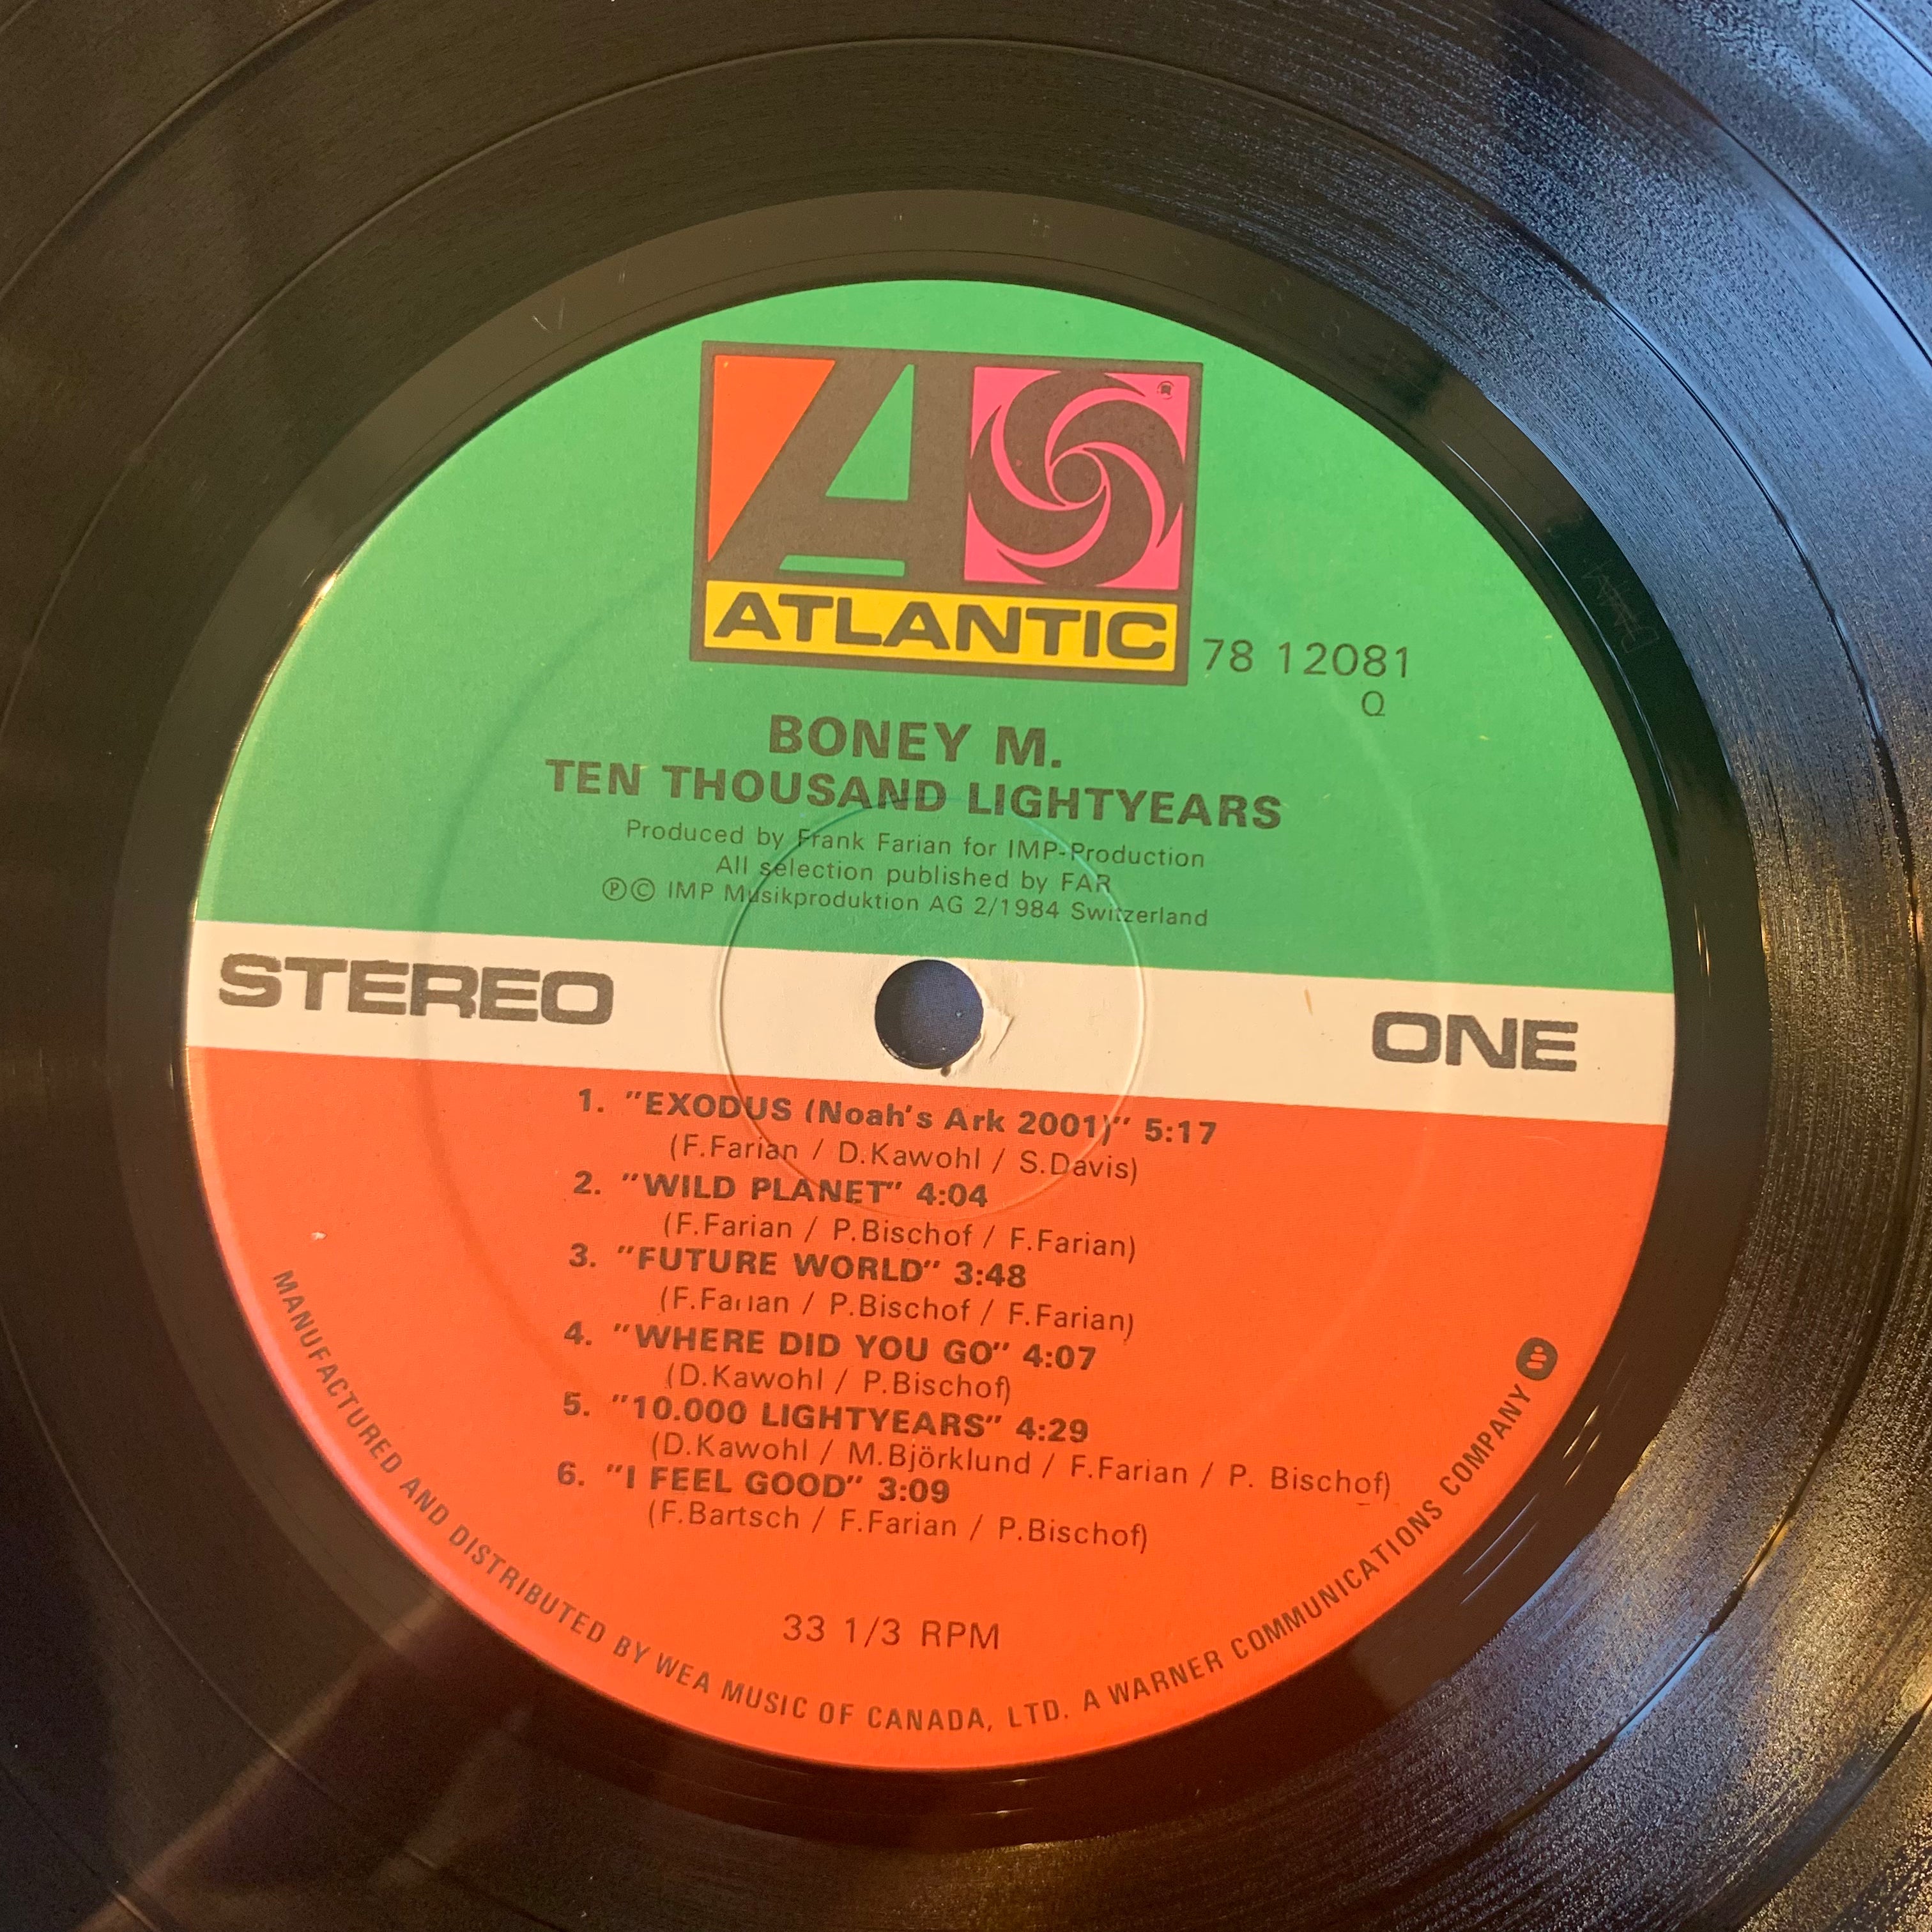 ATLANTIC
®
78 12081
Q
BONEY M.
TEN THOUSAND LIGHTYEARS
Produced by Frank Farian for IMP-Production
All selection published by FAR
℗© IMP Musikproduktion AG 2/1984 Switzerland
STEREO
ONE
1. "EXODUS (Noah's Ark 2001)" 5:17
(F.Farian / D.Kawohl / S.Davis)
2. "WILD PLANET" 4:04
(F.Farian / P.Bischof / F.Farian)
3. "FUTURE WORLD" 3:48
(F.Farian / P.Bischof / F.Farian)
4. "WHERE DID YOU GO" 4:07
(D.Kawohl / P.Bischof)
5. "10.000 LIGHTYEARS" 4:29
(D.Kawohl / M.Björklund / F.Farian / P. Bischof)
6. "I FEEL GOOD" 3:09
(F.Bartsch / F.Farian / P.Bischof)
33 1/3 RPM
MANUFACTURED AND DISTRIBUTED BY WEA MUSIC OF CANADA, LTD. A WARNER COMMUNICATIONS COMPANY